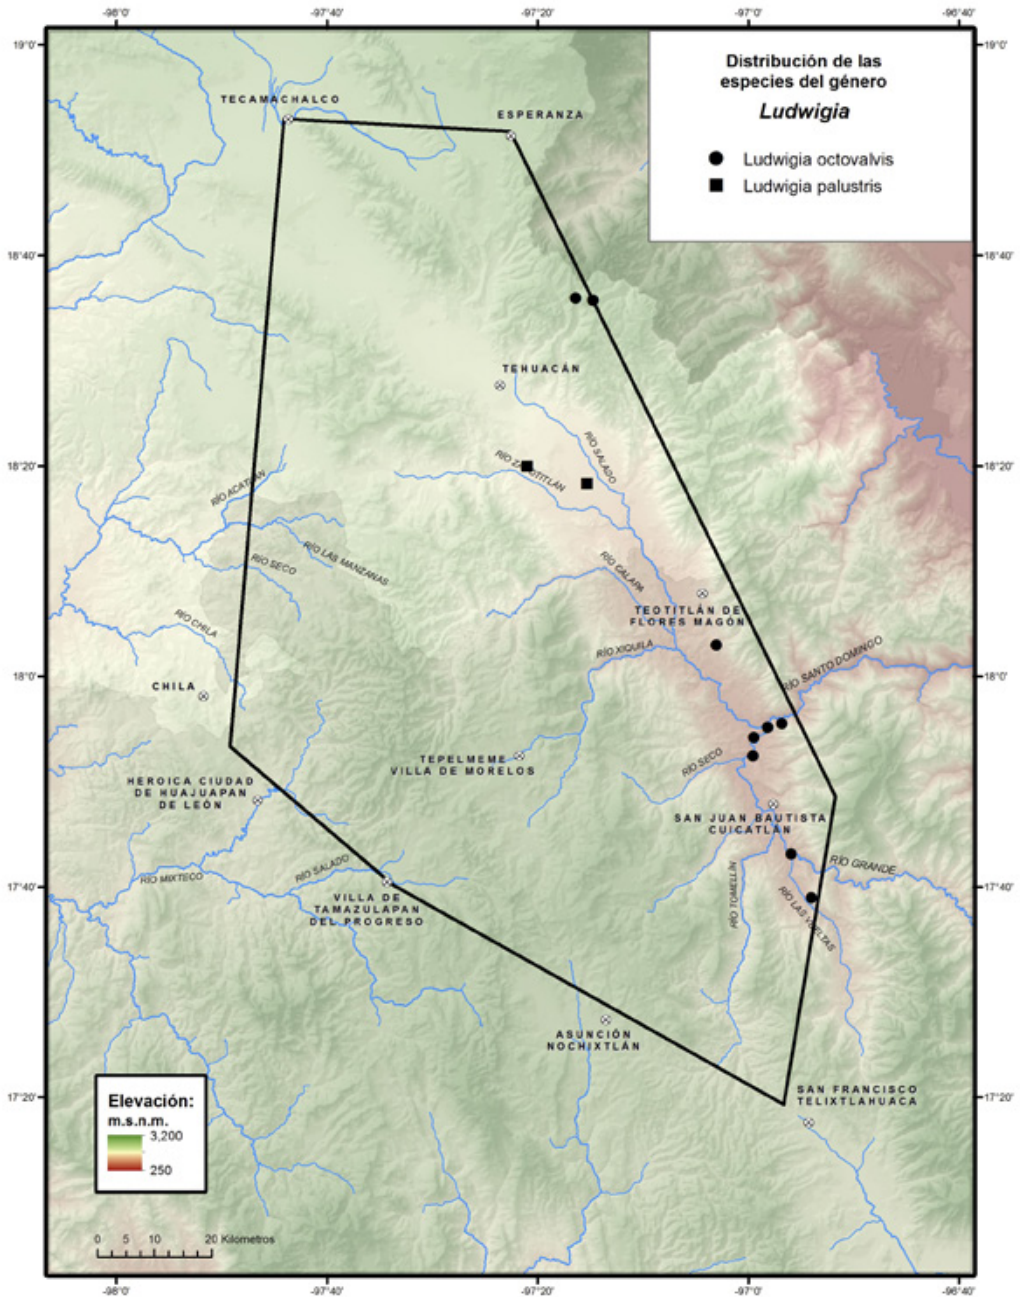 -98°0'
-97°40'
-97°20'
-97°0'
-96°40'
19°0'
19°0'
Distribución de las
especies del género
Ludwigia
Ludwigia octovalvis
Ludwigia palustris
TECAMACHALCO
ESPERANZA
18°40'
18°40'
TEHUACÁN
RÍO SALADO
18°20'
18°20'
RÍO ACATLÁN
RÍO SECO
RÍO LAS MANZANAS
RÍO CALAPA
TEOTITLÁN DE
FLORES MAGÓN
RÍO CHILA
RÍO XIQUILA
RÍO SANTO DOMINGO
18°0'
18°0'
CHILA
TEPELMEME
VILLA DE MORELOS
RÍO SECO
HEROICA CIUDAD
DE HUAJUAPAN
DE LEÓN
SAN JUAN BAUTISTA
CUICATLÁN
RÍO GRANDE
RÍO MIXTECO
RÍO SALADO
17°40'
17°40'
VILLA DE
TAMAZULAPAN
DEL PROGRESO
RÍO TOMELLÍN
RÍO LAS VUELTAS
ASUNCIÓN
NOCHIXTLÁN
SAN FRANCISCO
TELIXTLAHUACA
17°20'
17°20'
Elevación:
m.s.n.m.
3,200
250
0 5 10 20 Kilometros
-98°0'
-97°40'
-97°20'
-97°0'
-96°40'